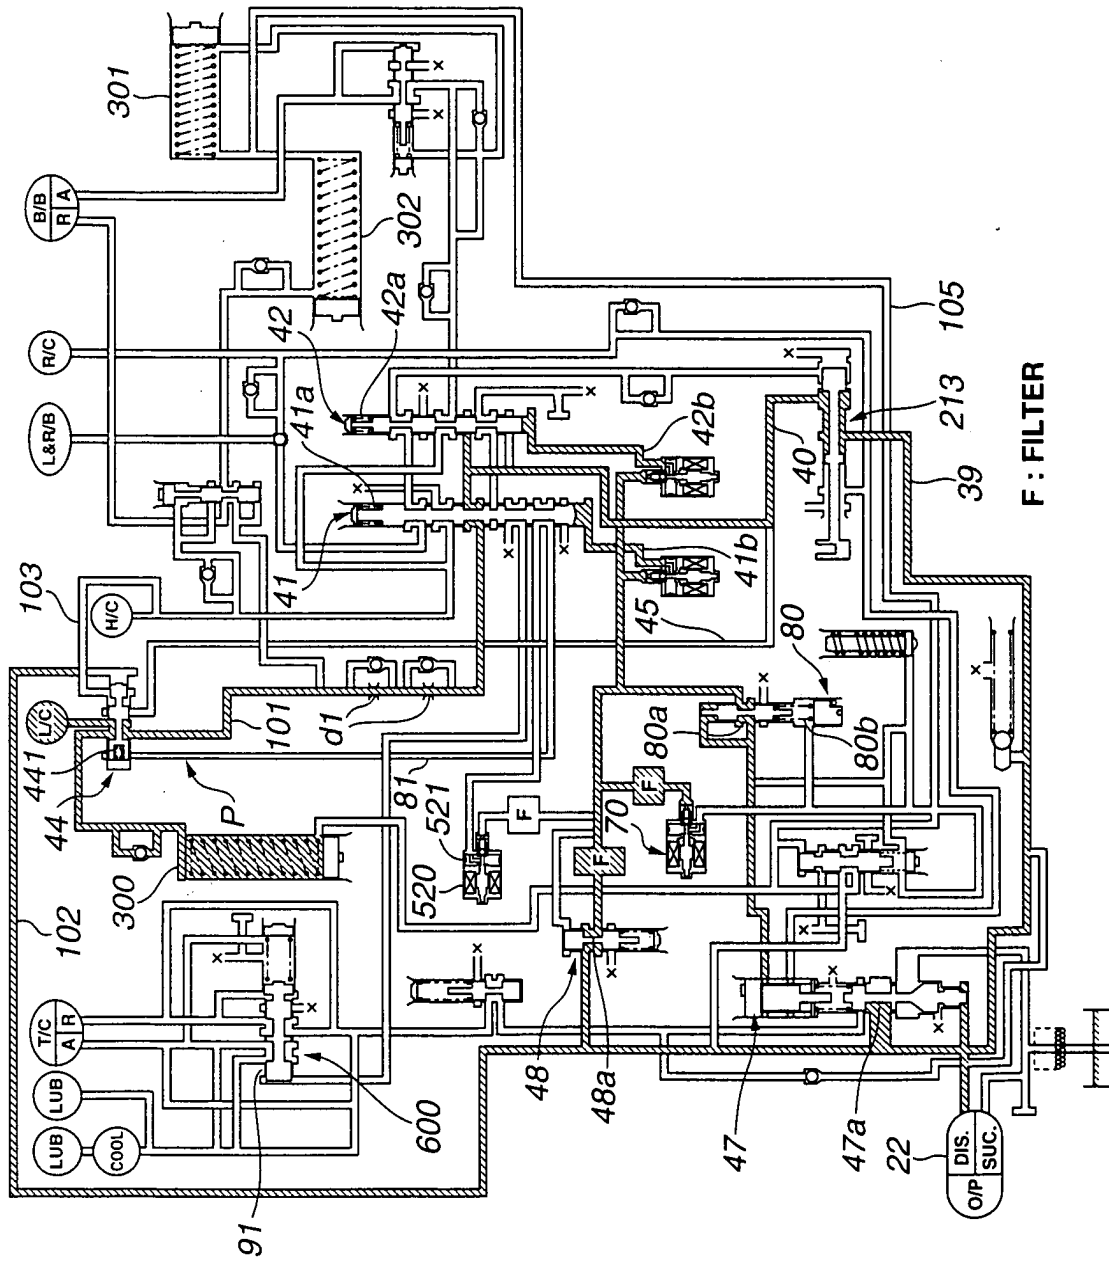 91
LUB
LUB
COOL
T/C
A R
102
600
300
44
441
L/C
P
101
103
H/C
d1
81
L&R/B
R/C
B/B
R A
301
302
41
41a
42
42a
520
521
F
48
48a
F
70
F
45
41b
42b
80a
80b
80
40
47
47a
22
O/P
DIS.
SUC.
39
213
105
F : FILTER